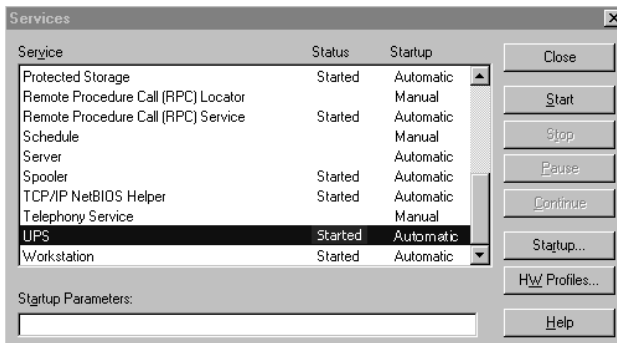 Services
Service Status Startup
Protected Storage Started Automatic
Remote Procedure Call (RPC) Locator Manual
Remote Procedure Call (RPC) Service Started Automatic
Schedule Manual
Server Automatic
Spooler Started Automatic
TCP/IP NetBIOS Helper Started Automatic
Telephony Service Manual
UPS Started Automatic
Workstation Started Automatic
Startup Parameters:
Close
Start
Stop
Pause
Continue
Startup...
HW Profiles...
Help